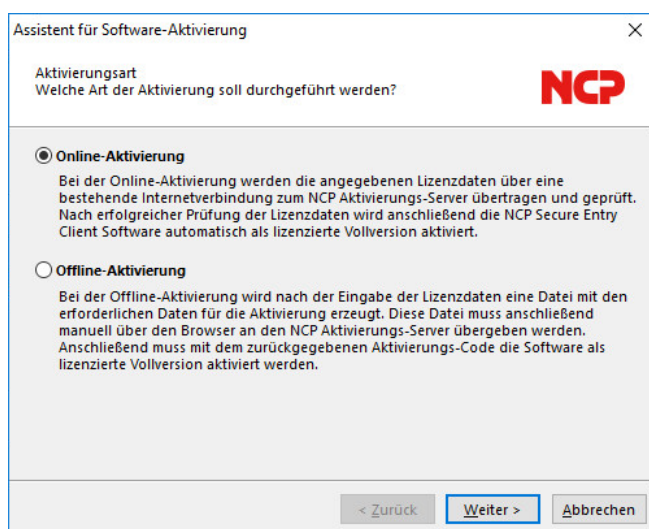 Assistent für Software-Aktivierung
Aktivierungsart
Welche Art der Aktivierung soll durchgeführt werden?
NCP
Online-Aktivierung
Bei der Online-Aktivierung werden die angegebenen Lizenzdaten über eine
bestehende Internetverbindung zum NCP Aktivierungs-Server übertragen und geprüft.
Nach erfolgreicher Prüfung der Lizenzdaten wird anschließend die NCP Secure Entry
Client Software automatisch als lizenzierte Vollversion aktiviert.
Offline-Aktivierung
Bei der Offline-Aktivierung wird nach der Eingabe der Lizenzdaten eine Datei mit den
erforderlichen Daten für die Aktivierung erzeugt. Diese Datei muss anschließend
manuell über den Browser an den NCP Aktivierungs-Server übergeben werden.
Anschließend muss mit dem zurückgegebenen Aktivierungs-Code die Software als
lizenzierte Vollversion aktiviert werden.
< Zurück Weiter > Abbrechen